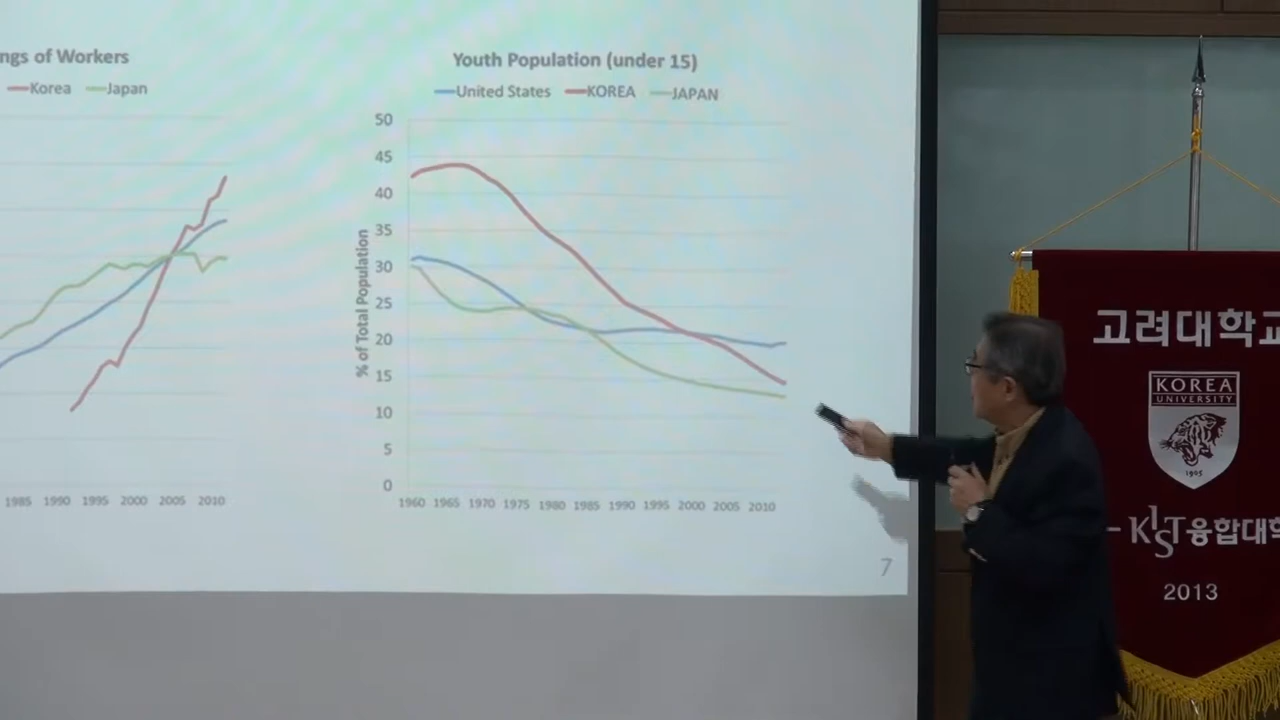 ngs of Workers
Korea Japan
1985 1990 1995 2000 2005 2010
Youth Population (under 15)
United States KOREA JAPAN
% of Total Population
50
45
40
35
30
25
20
15
10
5
0
1960 1965 1970 1975 1980 1985 1990 1995 2000 2005 2010
7
고려대학교
KOREA
UNIVERSITY
1905
- KIST융합대학
2013